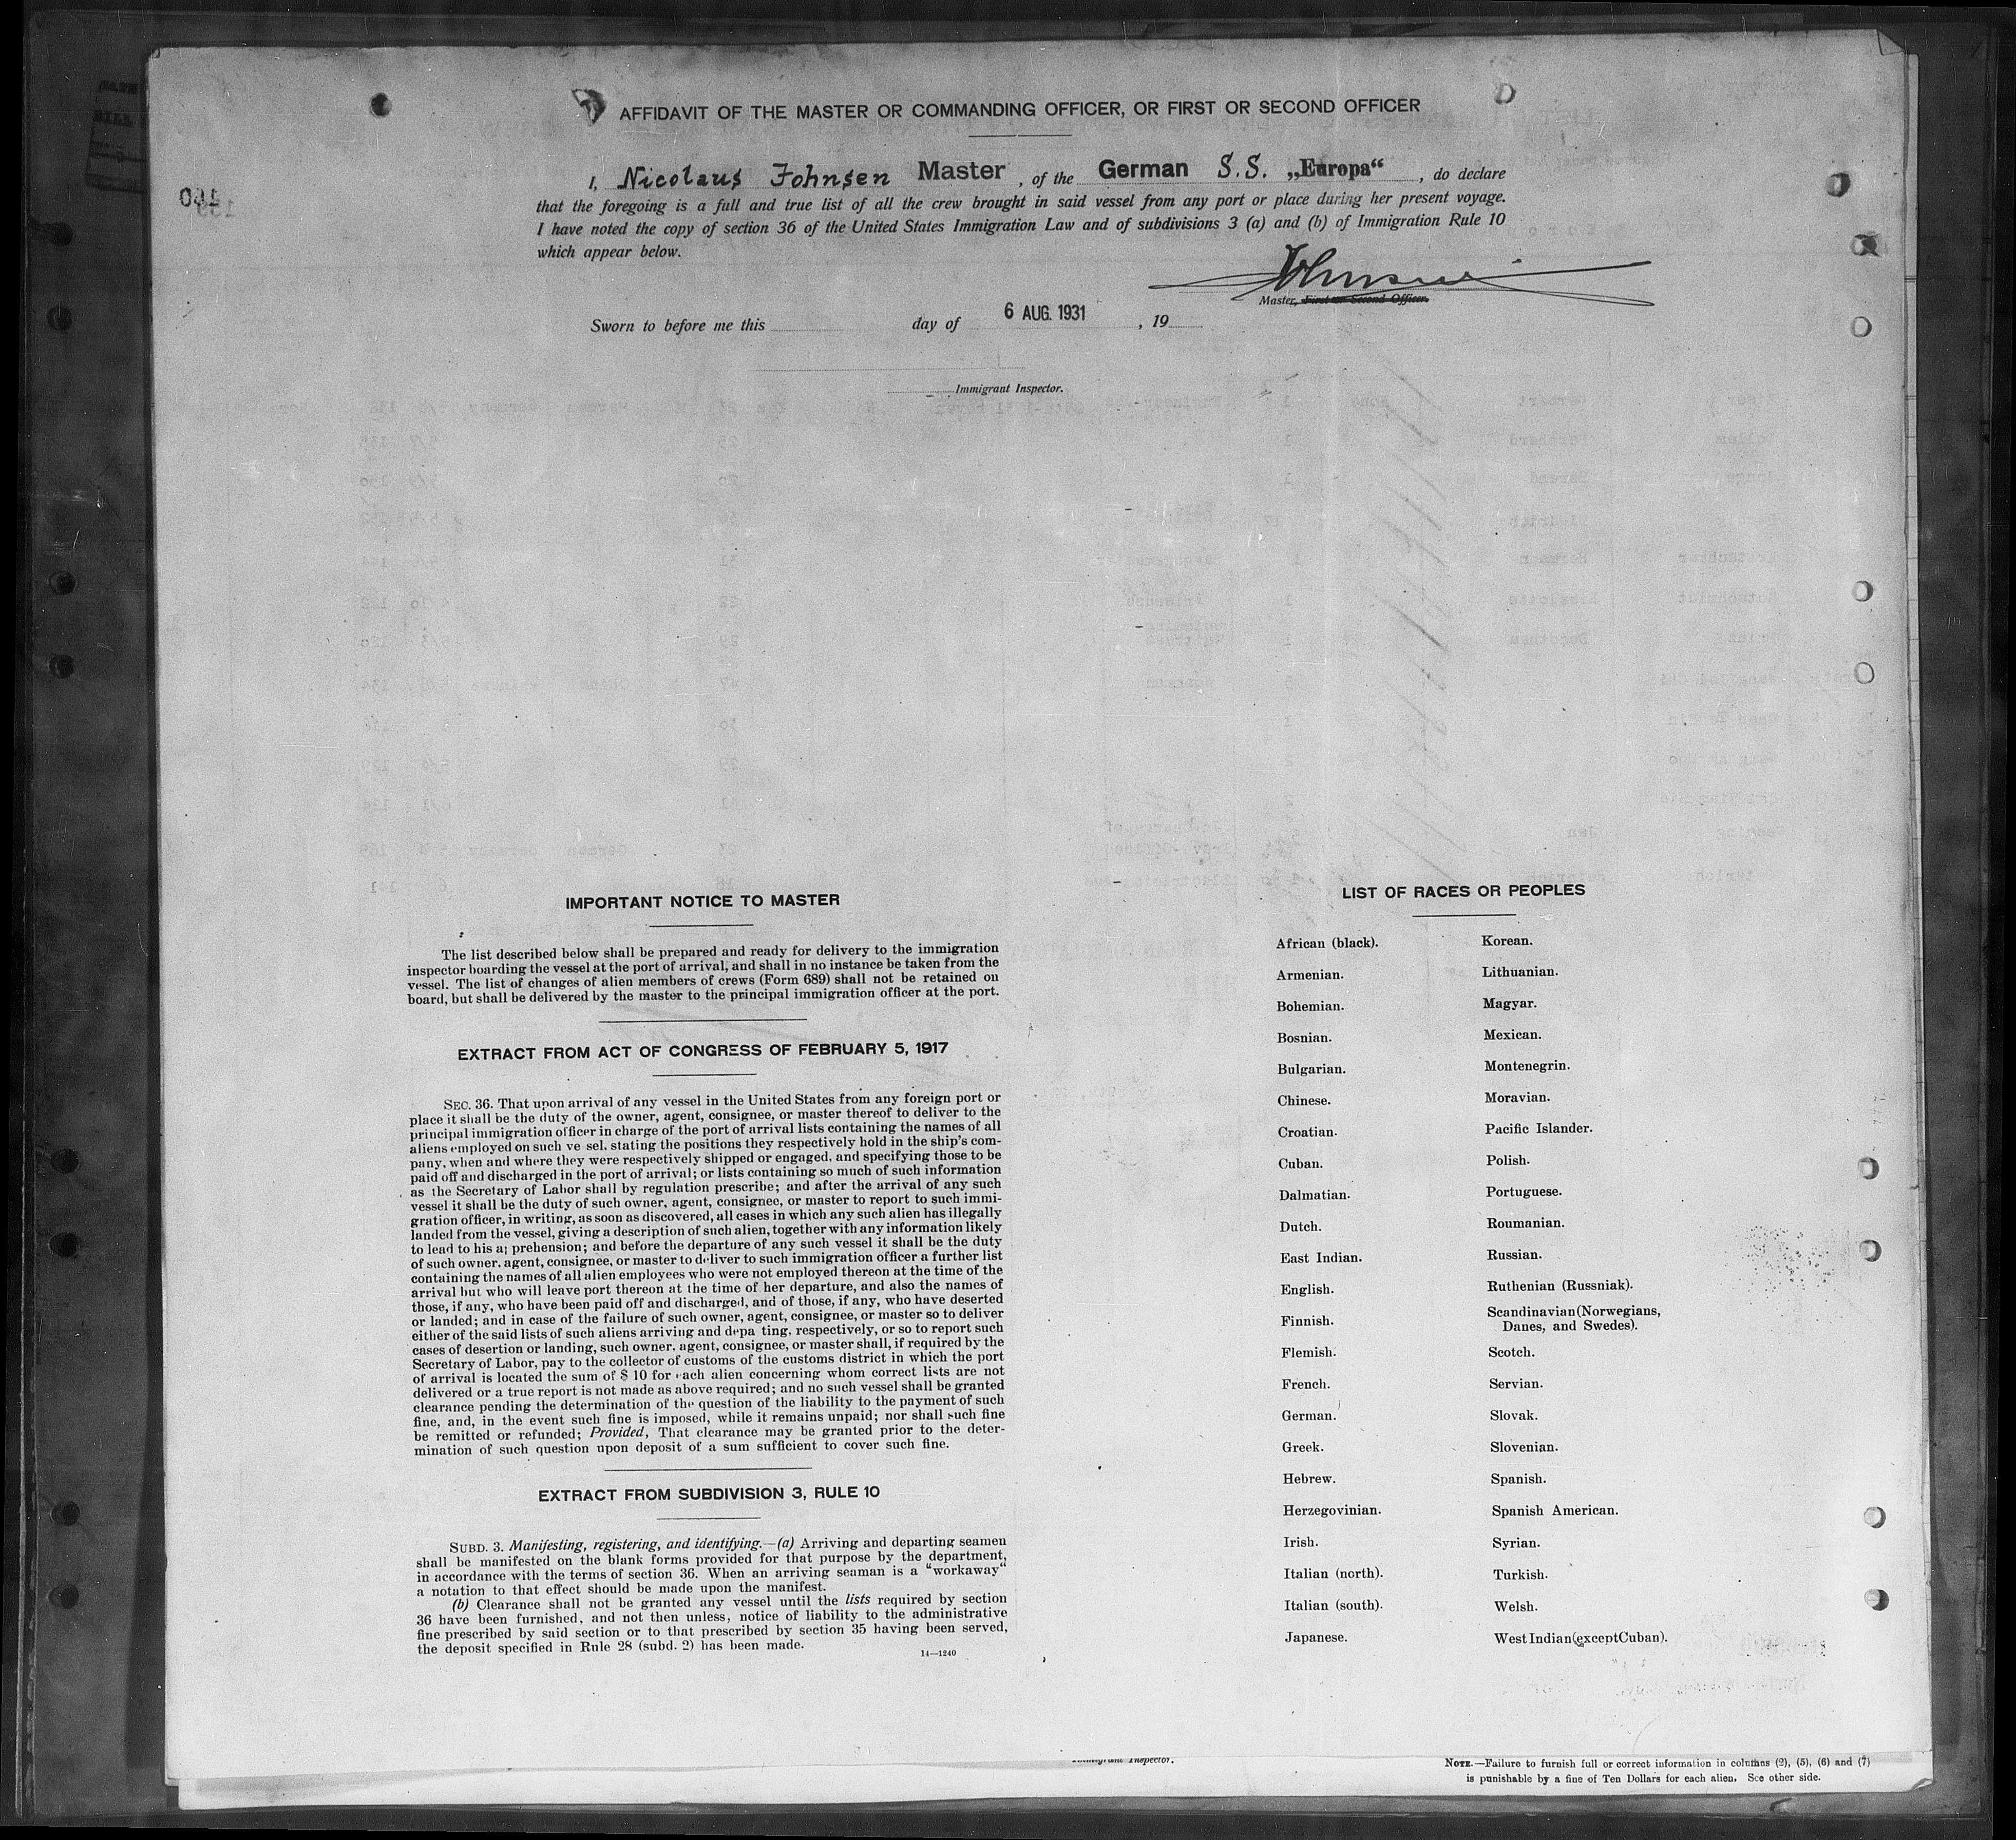 AFFIDAVIT OF THE MASTER OR COMMANDING OFFICER, OR FIRST OR SECOND OFFICER
I, Nicolaus Johnsen Master, of the German S.S. „Europa“, do declare
that the foregoing is a full and true list of all the crew brought in said vessel from any port or place during her present voyage.
I have noted the copy of section 36 of the United States Immigration Law and of subdivisions 3 (a) and (b) of Immigration Rule 10
which appear below.
Johnsen
Master, First or Second Officer.
Sworn to before me this day of 6 AUG. 1931, 19
Immigrant Inspector.
IMPORTANT NOTICE TO MASTER
The list described below shall be prepared and ready for delivery to the immigration
inspector boarding the vessel at the port of arrival, and shall in no instance be taken from the
vessel. The list of changes of alien members of crews (Form 689) shall not be retained on
board, but shall be delivered by the master to the principal immigration officer at the port.
EXTRACT FROM ACT OF CONGRESS OF FEBRUARY 5, 1917
SEC. 36. That upon arrival of any vessel in the United States from any foreign port or
place it shall be the duty of the owner, agent, consignee, or master thereof to deliver to the
principal immigration officer in charge of the port of arrival lists containing the names of all
aliens employed on such ve sel, stating the positions they respectively hold in the ship's com-
pany, when and where they were respectively shipped or engaged, and specifying those to be
paid off and discharged in the port of arrival; or lists containing so much of such information
as the Secretary of Labor shall by regulation prescribe; and after the arrival of any such
vessel it shall be the duty of such owner, agent, consignee, or master to report to such immi-
gration officer, in writing, as soon as discovered, all cases in which any such alien has illegally
landed from the vessel, giving a description of such alien, together with any information likely
to lead to his a; prehension; and before the departure of any such vessel it shall be the duty
of such owner, agent, consignee, or master to deliver to such immigration officer a further list
containing the names of all alien employees who were not employed thereon at the time of the
arrival but who will leave port thereon at the time of her departure, and also the names of
those, if any, who have been paid off and discharged, and of those, if any, who have deserted
or landed; and in case of the failure of such owner, agent, consignee, or master so to deliver
either of the said lists of such aliens arriving and depa ting, respectively, or so to report such
cases of desertion or landing, such owner, agent, consignee, or master shall, if required by the
Secretary of Labor, pay to the collector of customs of the customs district in which the port
of arrival is located the sum of $ 10 for each alien concerning whom correct lists are not
delivered or a true report is not made as above required; and no such vessel shall be granted
clearance pending the determination of the question of the liability to the payment of such
fine, and, in the event such fine is imposed, while it remains unpaid; nor shall such fine
be remitted or refunded; Provided, That clearance may be granted prior to the deter-
mination of such question upon deposit of a sum sufficient to cover such fine.
EXTRACT FROM SUBDIVISION 3, RULE 10
SUBD. 3. Manifesting, registering, and identifying.—(a) Arriving and departing seamen
shall be manifested on the blank forms provided for that purpose by the department,
in accordance with the terms of section 36. When an arriving seaman is a “workaway“
a notation to that effect should be made upon the manifest.
(b) Clearance shall not be granted any vessel until the lists required by section
36 have been furnished, and not then unless, notice of liability to the administrative
fine prescribed by said section or to that prescribed by section 35 having been served,
the deposit specified in Rule 28 (subd. 2) has been made.
14—1240
LIST OF RACES OR PEOPLES
African (black).
Armenian.
Bohemian.
Bosnian.
Bulgarian.
Chinese.
Croatian.
Cuban.
Dalmatian.
Dutch.
East Indian.
English.
Finnish.
Flemish.
French.
German.
Greek.
Hebrew.
Herzegovinian.
Irish.
Italian (north).
Italian (south).
Japanese.
Korean.
Lithuanian.
Magyar.
Mexican.
Montenegrin.
Moravian.
Pacific Islander.
Polish.
Portuguese.
Roumanian.
Russian.
Ruthenian (Russniak).
Scandinavian (Norwegians,
Danes, and Swedes).
Scotch.
Servian.
Slovak.
Slovenian.
Spanish.
Spanish American.
Syrian.
Turkish.
Welsh.
West Indian (except Cuban).
Immigrant Inspector.
NOTE.—Failure to furnish full or correct information in columns (2), (5), (6) and (7)
is punishable by a fine of Ten Dollars for each alien. See other side.